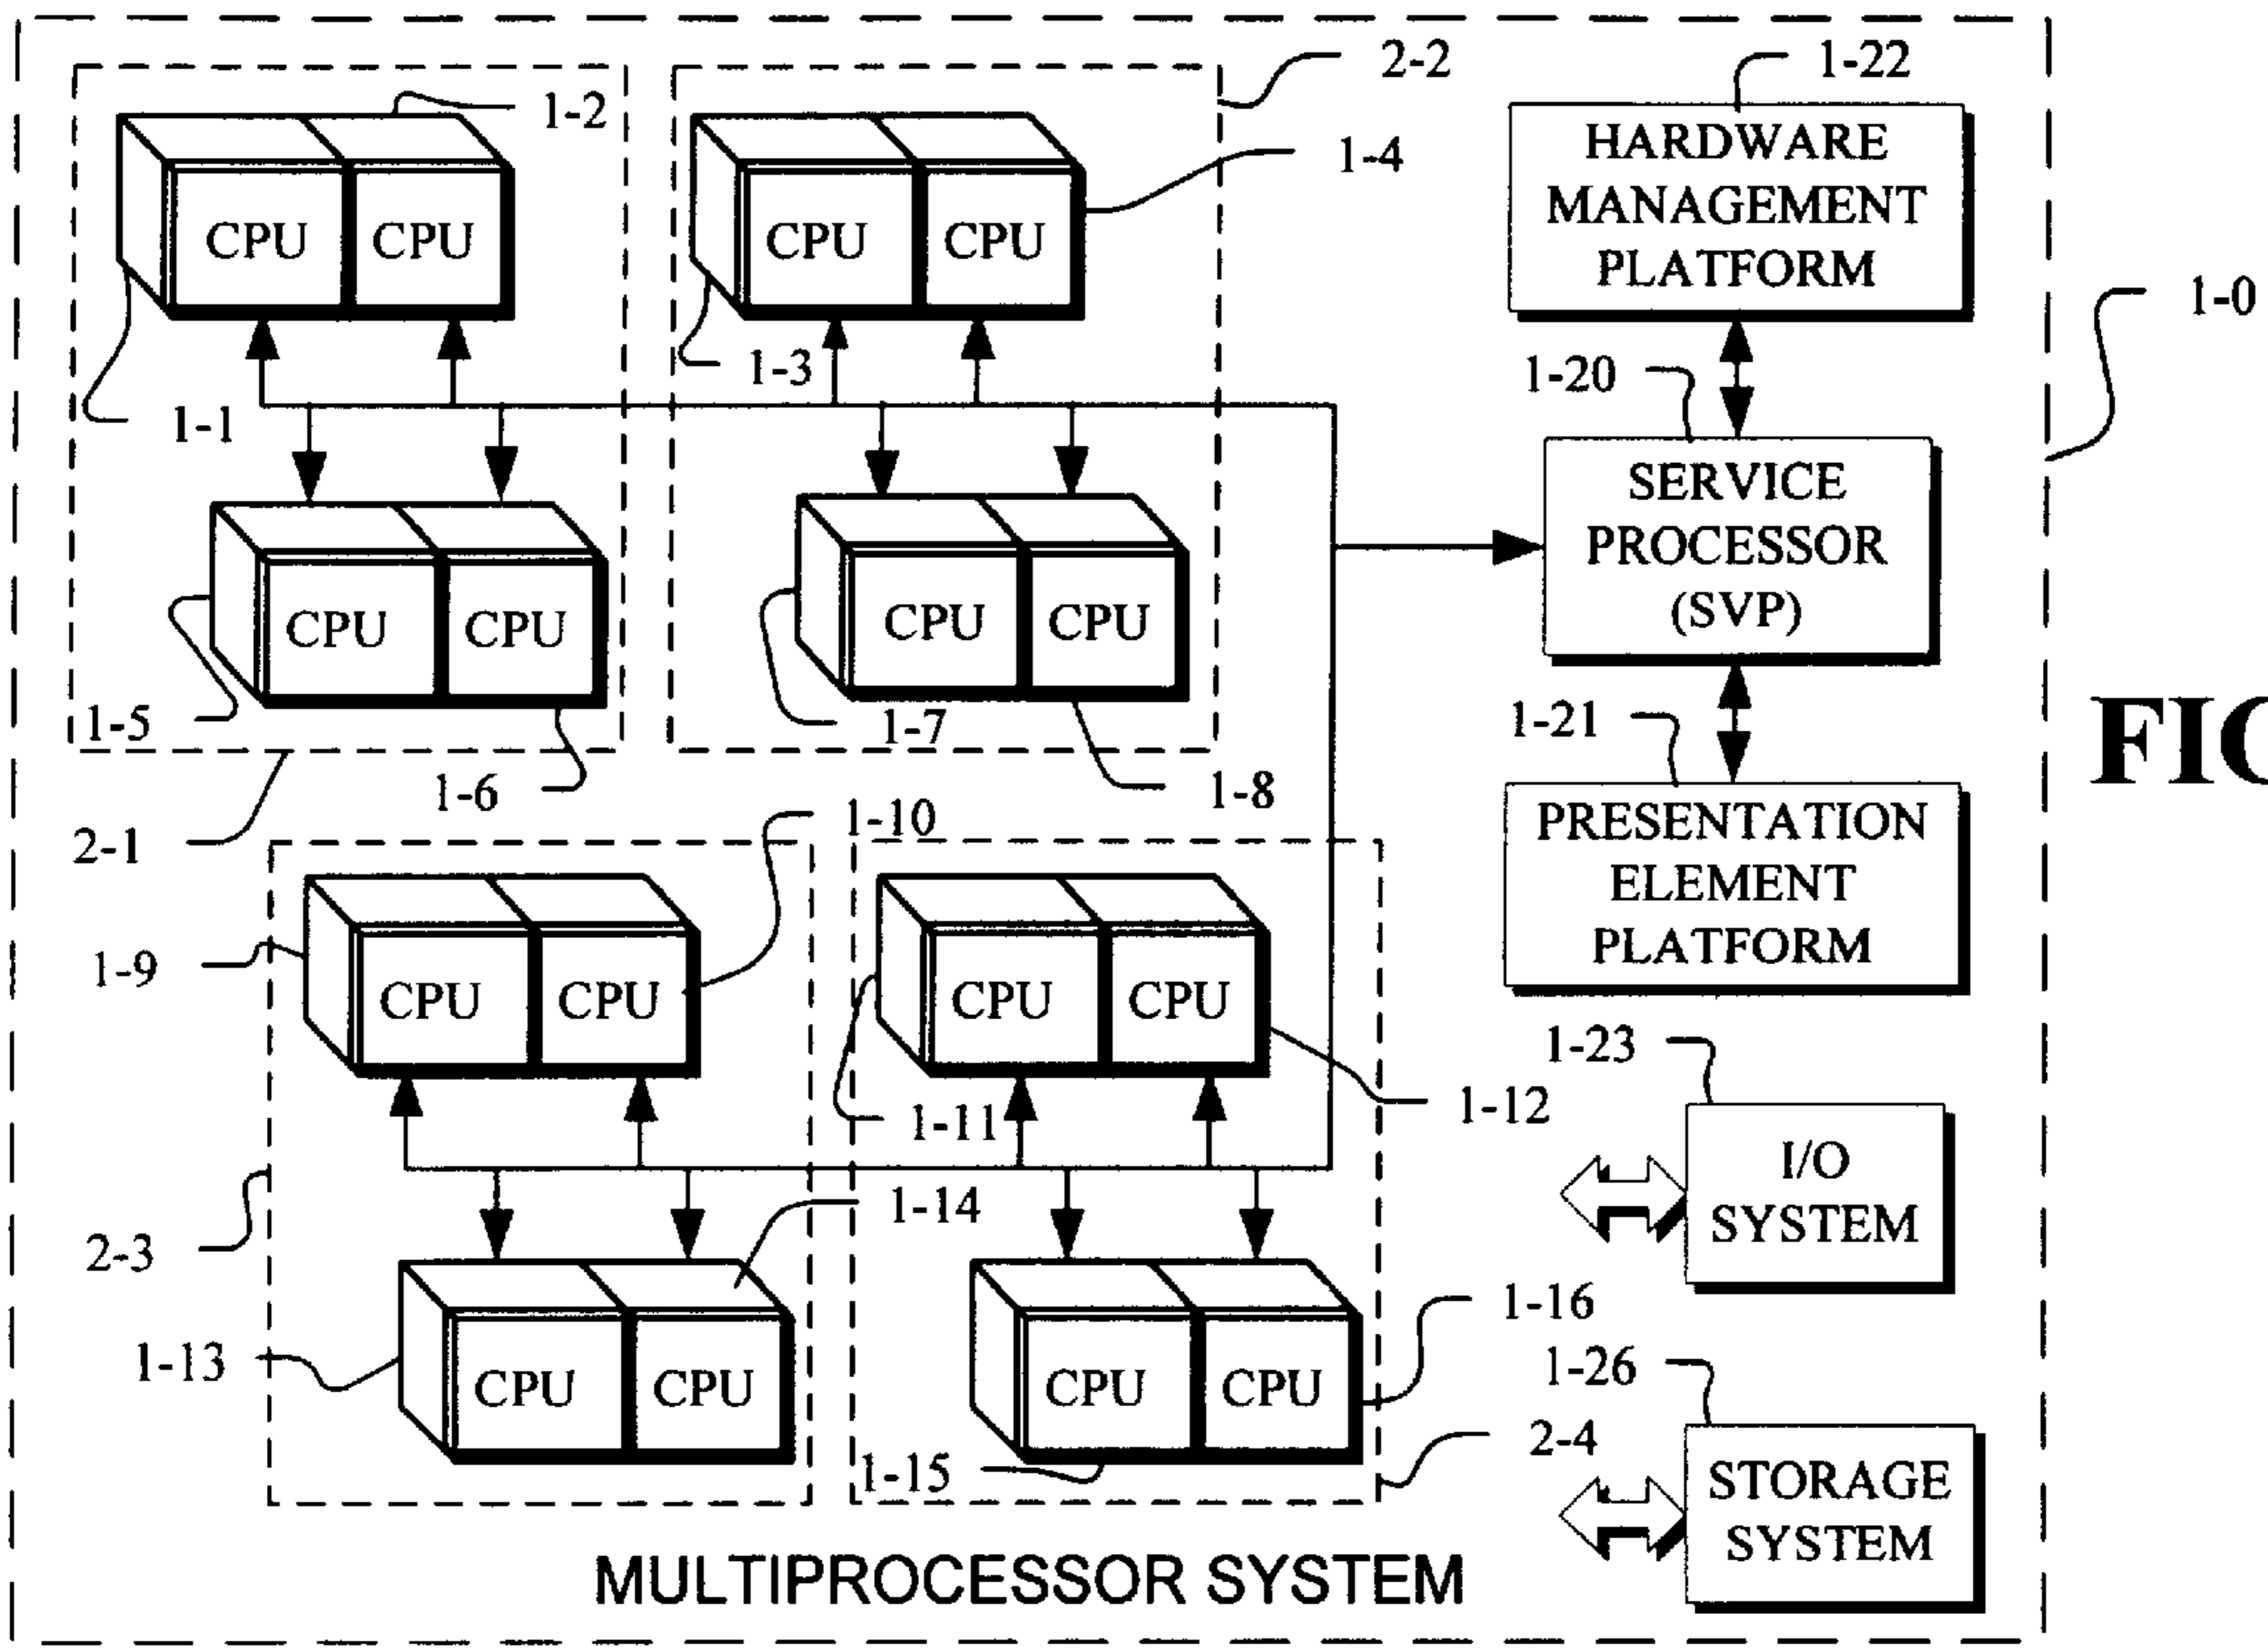 2-2
1-22
1-2
1-4
HARDWARE
MANAGEMENT
PLATFORM
CPU CPU
CPU CPU
1-0
1-3
1-20
1-1
SERVICE
PROCESSOR
(SVP)
CPU CPU
CPU CPU
1-5
1-7
1-21
1-6
1-8
FIG
2-1
1-10
PRESENTATION
ELEMENT
PLATFORM
1-9
CPU CPU
CPU CPU
1-23
1-11
1-12
I/O
SYSTEM
1-14
2-3
1-16
1-13
1-26
CPU CPU
CPU CPU
2-4
1-15
STORAGE
SYSTEM
MULTIPROCESSOR SYSTEM